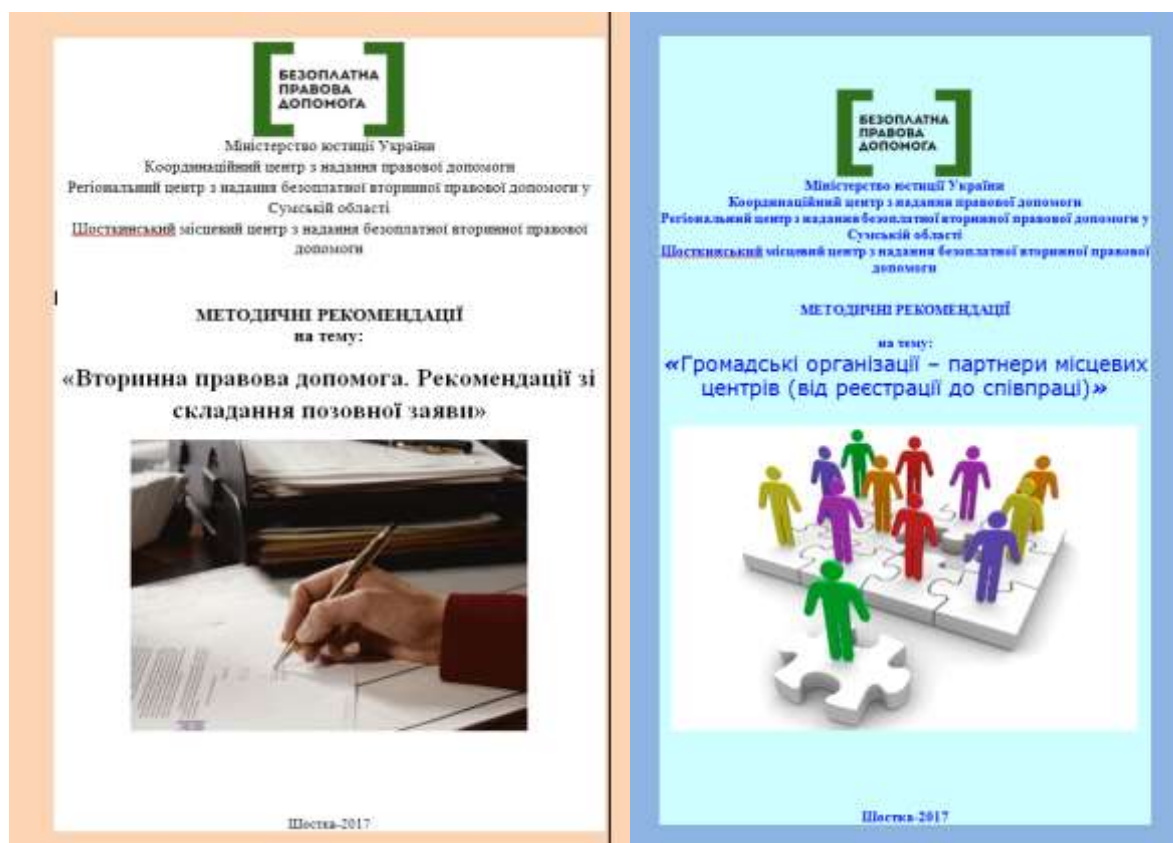 БЕЗОПЛАТНА
ПРАВОВА
ДОПОМОГА
Міністерство юстиції України
Координаційний центр з надання правової допомоги
Регіональний центр з надання безоплатної вторинної правової допомоги у
Сумській області
Шосткинський місцевий центр з надання безоплатної вторинної правової
допомоги
МЕТОДИЧНІ РЕКОМЕНДАЦІЇ
на тему:
«Вторинна правова допомога. Рекомендації зі
складання позовної заяви»
Шостка-2017
БЕЗОПЛАТНА
ПРАВОВА
ДОПОМОГА
Міністерство юстиції України
Координаційний центр з надання правової допомоги
Регіональний центр з надання безоплатної вторинної правової допомоги у
Сумській області
Шосткинський місцевий центр з надання безоплатної вторинної правової
допомоги
МЕТОДИЧНІ РЕКОМЕНДАЦІЇ
на тему:
«Громадські організації – партнери місцевих
центрів (від реєстрації до співпраці)»
Шостка-2017